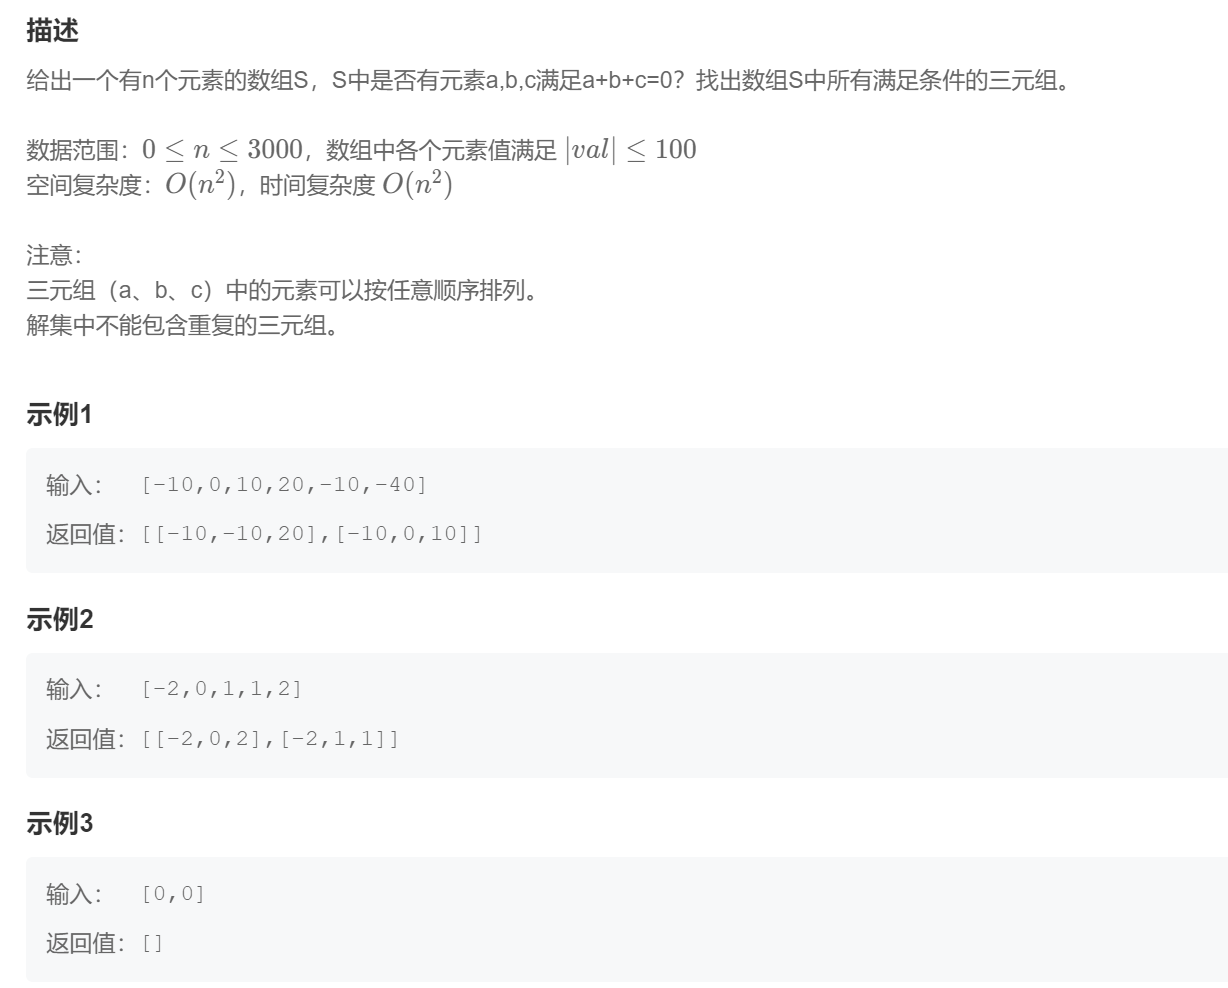 描述
给出一个有n个元素的数组S，S中是否有元素a,b,c满足a+b+c=0？找出数组S中所有满足条件的三元组。
数据范围：0 ≤ n ≤ 3000，数组中各个元素值满足 |val| ≤ 100
空间复杂度：O(n²)，时间复杂度 O(n²)
注意：
三元组（a、b、c）中的元素可以按任意顺序排列。
解集中不能包含重复的三元组。
示例1
输入： [-10,0,10,20,-10,-40]
返回值：[[-10,-10,20],[-10,0,10]]
示例2
输入： [-2,0,1,1,2]
返回值：[[-2,0,2],[-2,1,1]]
示例3
输入： [0,0]
返回值：[]